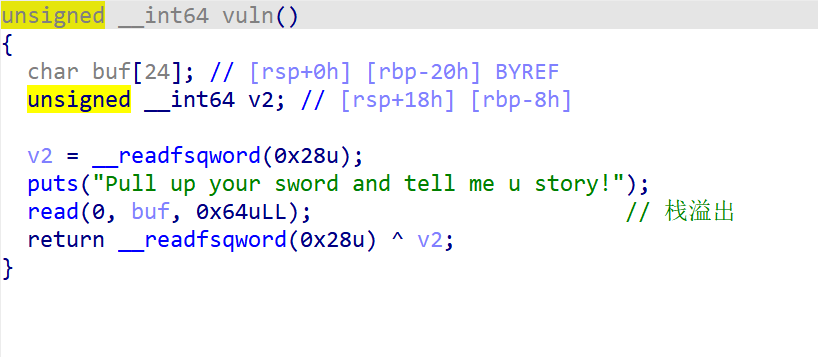 unsigned __int64 vuln()
{
  char buf[24]; // [rsp+0h] [rbp-20h] BYREF
  unsigned __int64 v2; // [rsp+18h] [rbp-8h]

  v2 = __readfsqword(0x28u);
  puts("Pull up your sword and tell me u story!");
  read(0, buf, 0x64uLL);                       // 栈溢出
  return __readfsqword(0x28u) ^ v2;
}